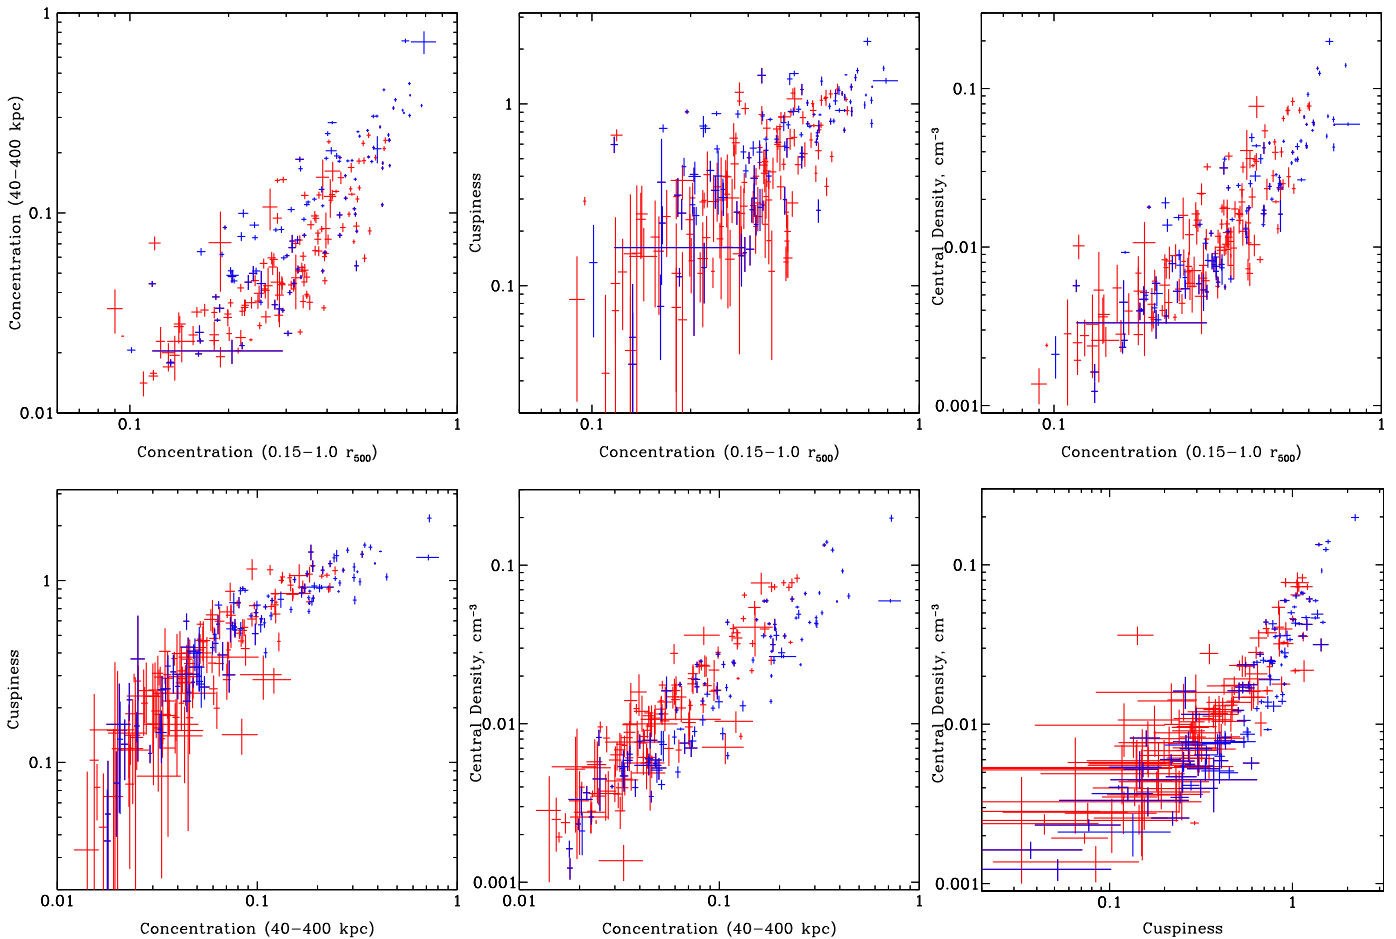 1
Concentration (40−400 kpc)
0.1
0.01
0.1
1
Concentration (0.15−1.0 r500)
Cuspiness
1
0.1
0.1
1
Concentration (0.15−1.0 r500)
Central Density, cm−3
0.1
0.01
0.001
0.1
1
Concentration (0.15−1.0 r500)
Cuspiness
1
0.1
0.01
0.1
1
Concentration (40−400 kpc)
Central Density, cm−3
0.1
0.01
0.001
0.01
0.1
1
Concentration (40−400 kpc)
Central Density, cm−3
0.1
0.01
0.001
0.1
1
Cuspiness